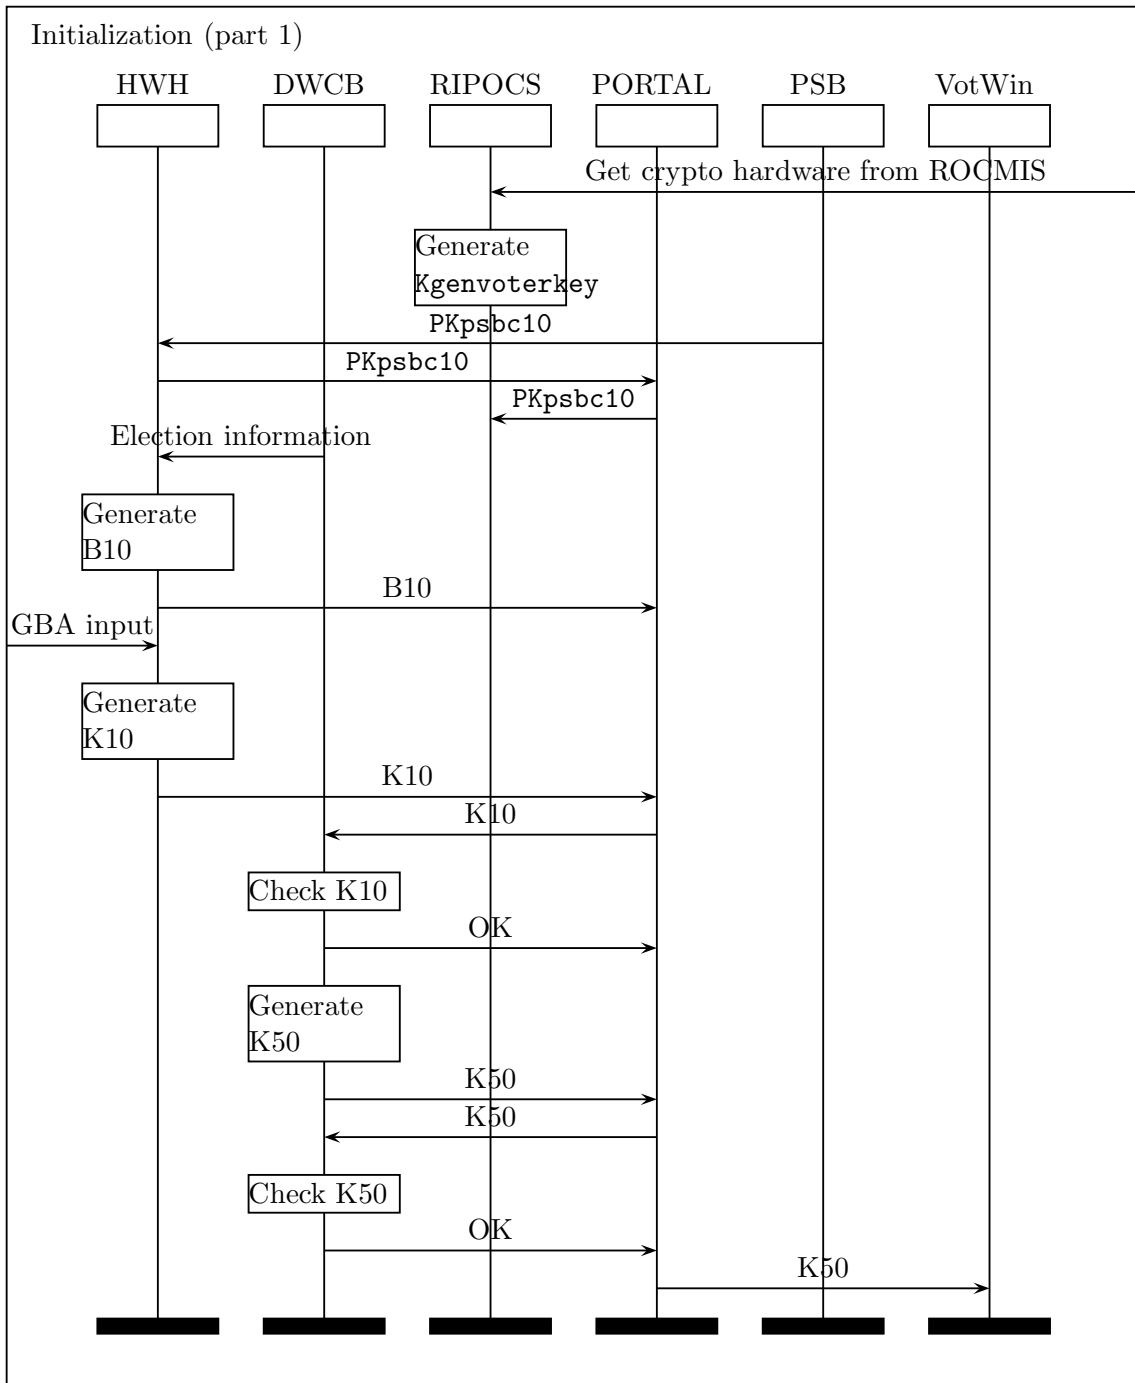 Initialization (part 1)
HWH DWCB RIPOCS PORTAL PSB VotWin
Get crypto hardware from ROCMIS
Generate
Kgenvoterkey
PKpsbc10
PKpsbc10
PKpsbc10
Election information
Generate
B10
B10
GBA input
Generate
K10
K10
K10
Check K10
OK
Generate
K50
K50
K50
Check K50
OK
K50